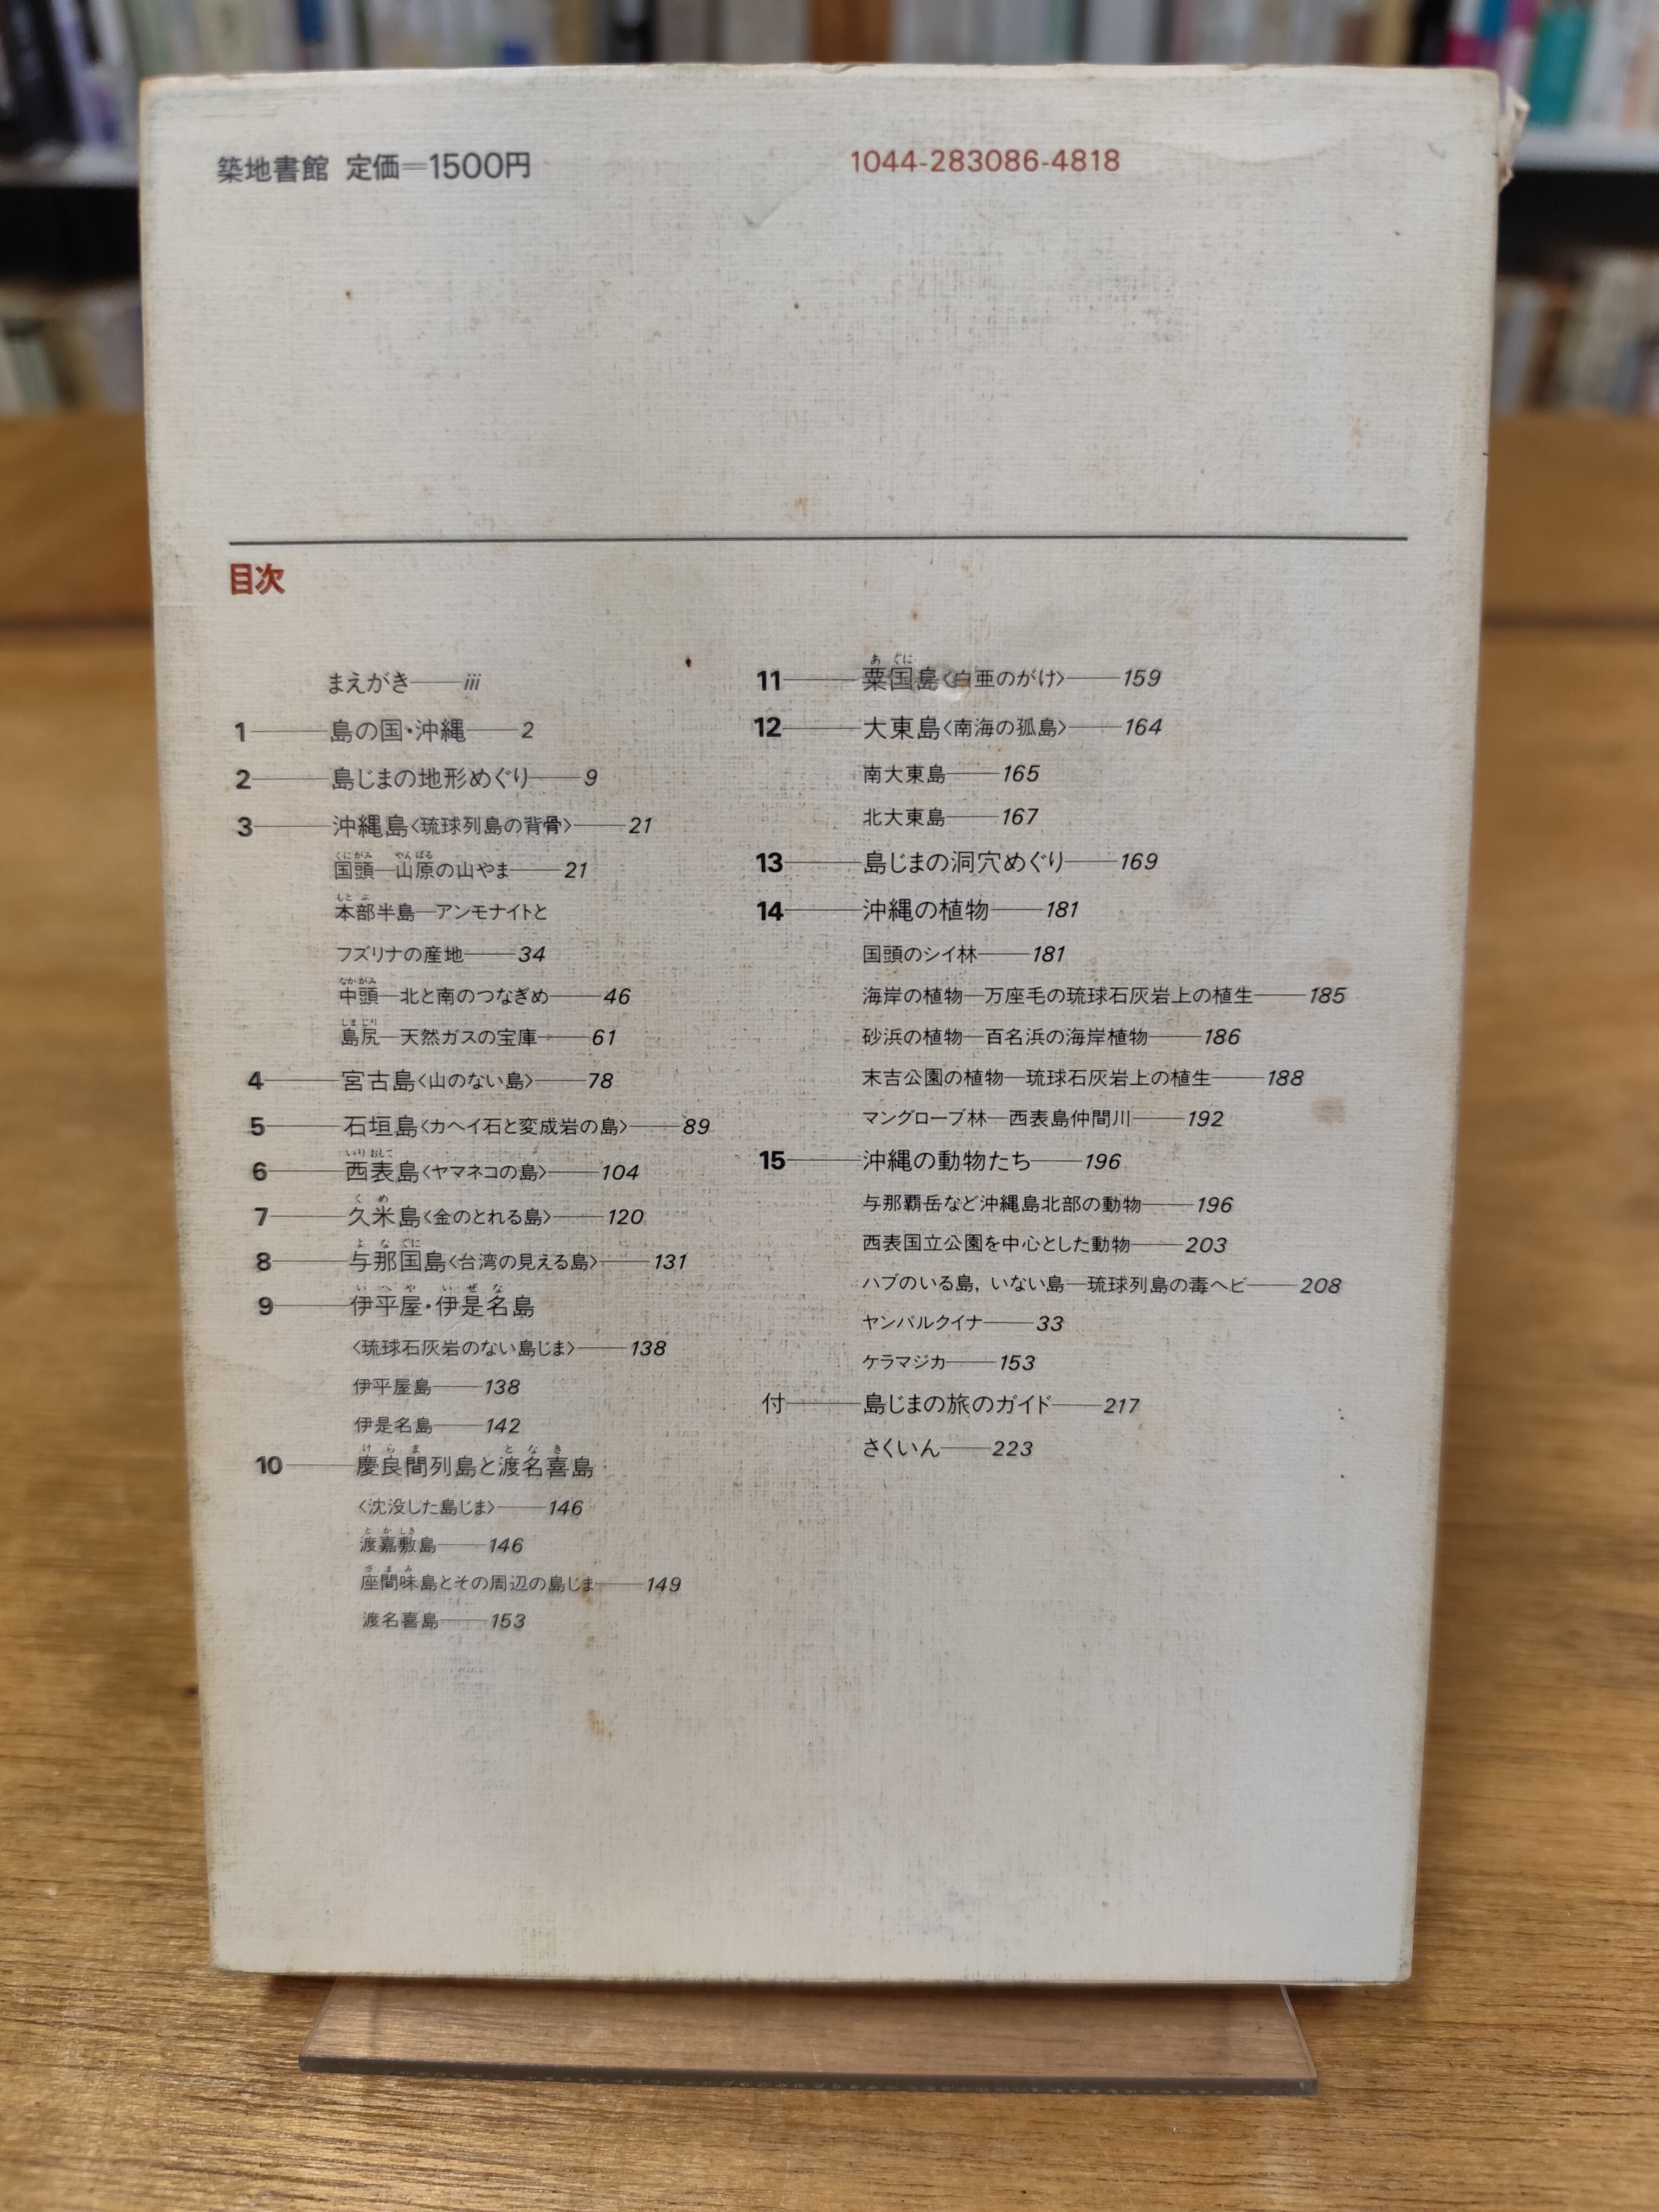 築地書館 定価=1500円
1044-283086-4818
目次
まえがき——iii
1——島の国・沖縄——2
2——島じまの地形めぐり——9
3——沖縄島〈琉球列島の背骨〉——21
国頭—山原の山やま——21
本部半島—アンモナイトと
フズリナの産地——34
中頭—北と南のつなぎめ——46
島尻—天然ガスの宝庫——61
4——宮古島〈山のない島〉——78
5——石垣島〈カヘイ石と変成岩の島〉——89
6——西表島〈ヤマネコの島〉——104
7——久米島〈金のとれる島〉——120
8——与那国島〈台湾の見える島〉——131
9——伊平屋・伊是名島
〈琉球石灰岩のない島じま〉——138
伊平屋島——138
伊是名島——142
10——慶良間列島と渡名喜島
〈沈没した島じま〉——146
渡嘉敷島——146
座間味島とその周辺の島じま——149
渡名喜島——153
11——粟国島〈白亜のがけ〉——159
12——大東島〈南海の孤島〉——164
南大東島——165
北大東島——167
13——島じまの洞穴めぐり——169
14——沖縄の植物——181
国頭のシイ林——181
海岸の植物—万座毛の琉球石灰岩上の植生——185
砂浜の植物—百名浜の海岸植物——186
末吉公園の植物—琉球石灰岩上の植生——188
マングローブ林—西表島仲間川——192
15——沖縄の動物たち——196
与那覇岳など沖縄島北部の動物——196
西表国立公園を中心とした動物——203
ハブのいる島，いない島—琉球列島の毒ヘビ——208
ヤンバルクイナ——33
ケラマジカ——153
付——島じまの旅のガイド——217
さくいん——223